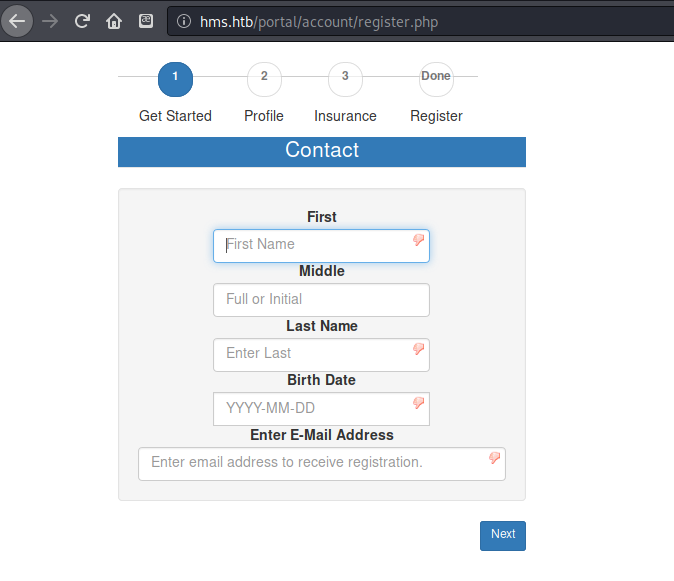 hms.htb/portal/account/register.php
1 2 3 Done
Get Started Profile Insurance Register
Contact
First
First Name
Middle
Full or Initial
Last Name
Enter Last
Birth Date
YYYY-MM-DD
Enter E-Mail Address
Enter email address to receive registration.
Next